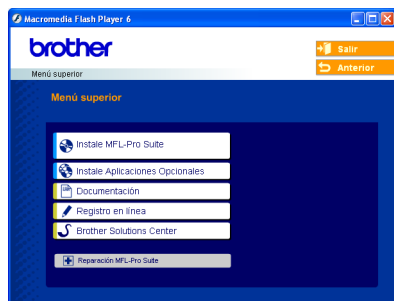 Macromedia Flash Player 6
brother
Salir
Anterior
Menú superior
Menú superior
Instale MFL-Pro Suite
Instale Aplicaciones Opcionales
Documentación
Registro en línea
Brother Solutions Center
Reparación MFL-Pro Suite